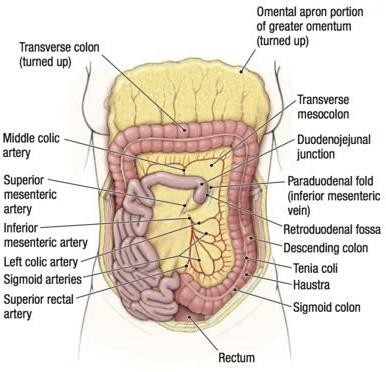 Omental apron portion
of greater omentum
(turned up)
Transverse colon
(turned up)
Transverse
mesocolon
Middle colic
artery
Duodenojejunal
junction
Superior
mesenteric
artery
Paraduodenal fold
(inferior mesenteric
vein)
Inferior
mesenteric artery
Retroduodenal fossa
Descending colon
Left colic artery
Tenia coli
Sigmoid arteries
Haustra
Superior rectal
artery
Sigmoid colon
Rectum